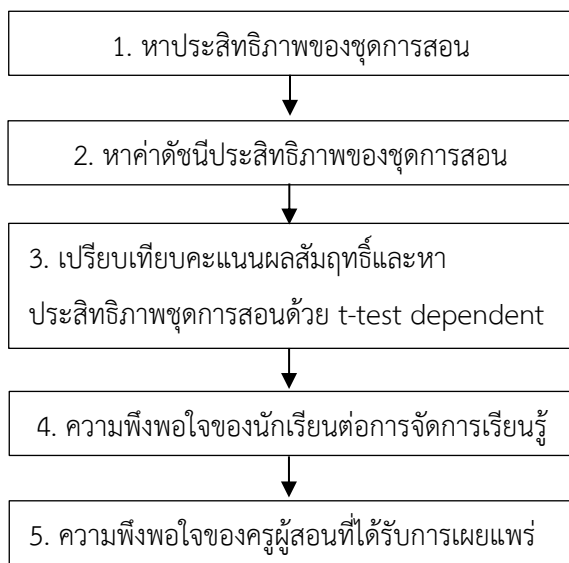 1. หาประสิทธิภาพของชุดการสอน
2. หาค่าดัชนีประสิทธิภาพของชุดการสอน
3. เปรียบเทียบคะแนนผลสัมฤทธิ์และหา
ประสิทธิภาพชุดการสอนด้วย t-test dependent
4. ความพึงพอใจของนักเรียนต่อการจัดการเรียนรู้
5. ความพึงพอใจของครูผู้สอนที่ได้รับการเผยแพร่